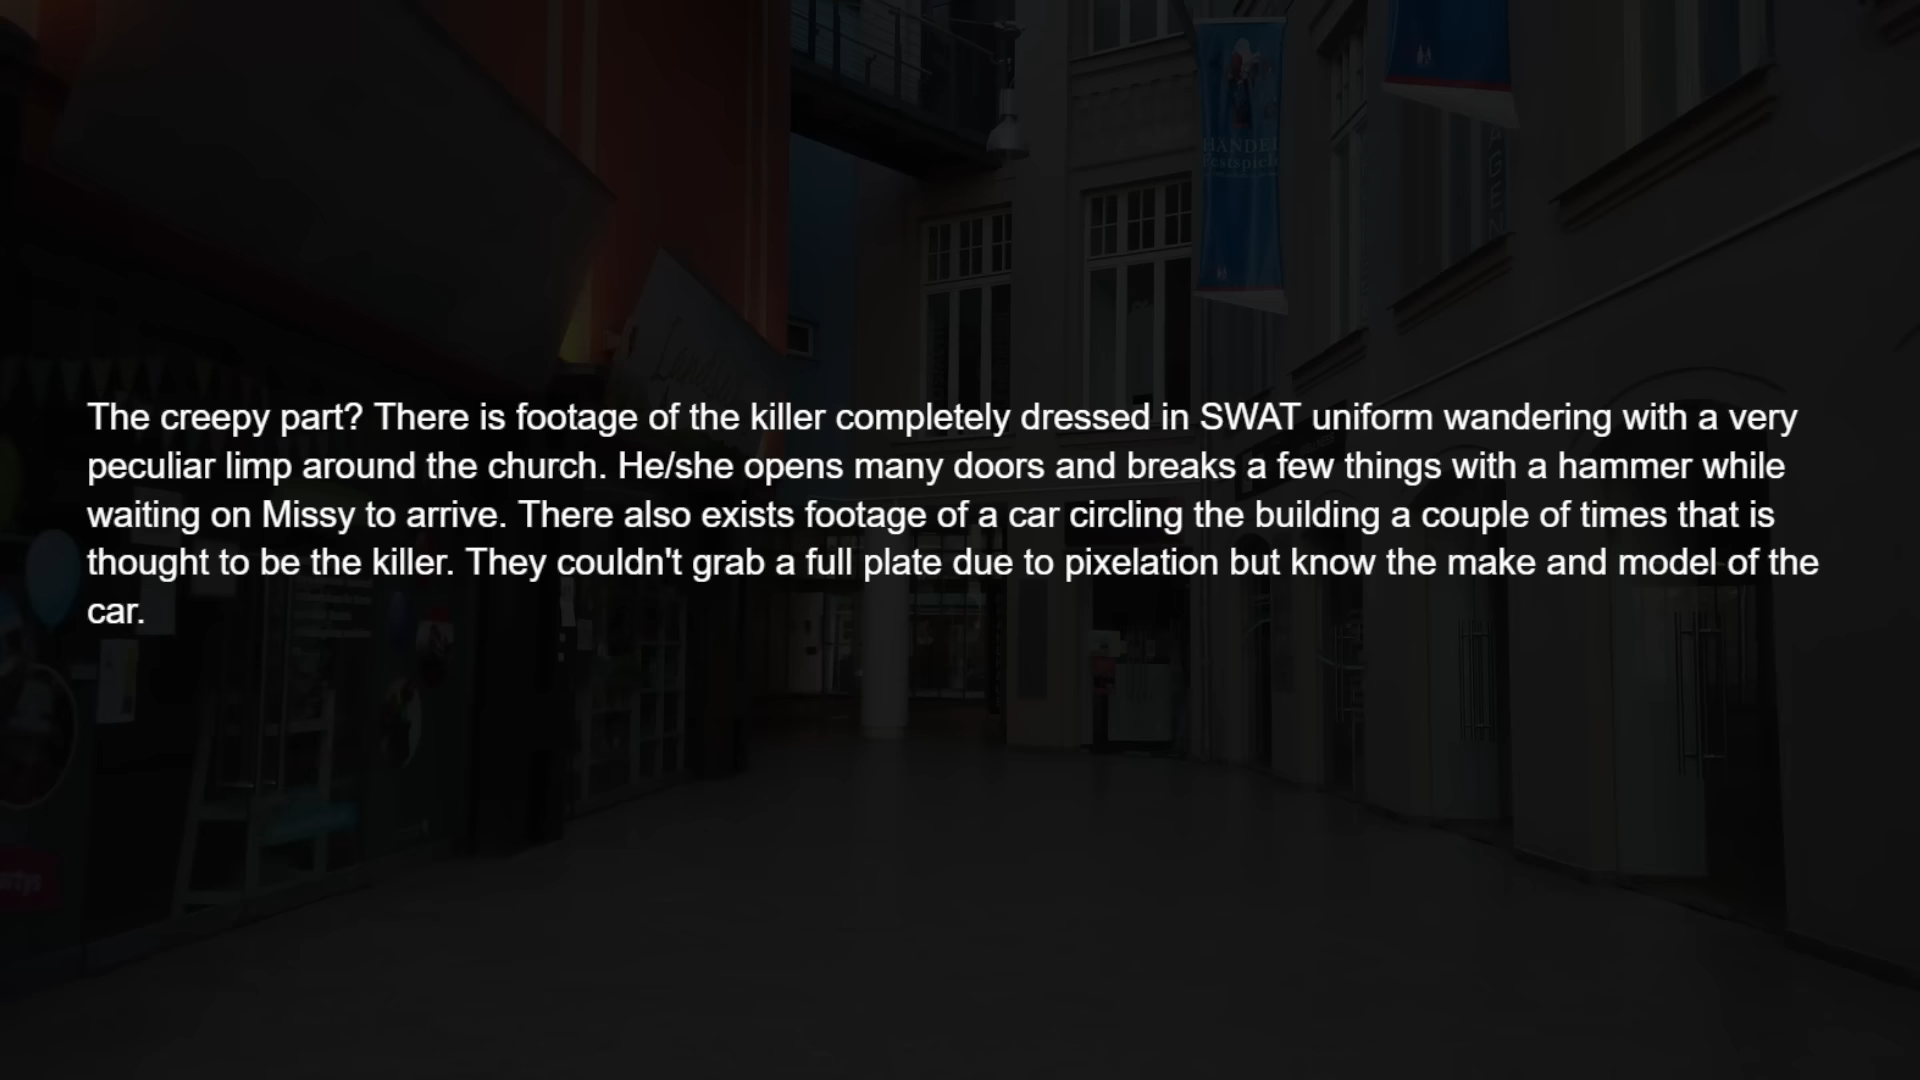 HÄNDEL
Festspiele
The creepy part? There is footage of the killer completely dressed in SWAT uniform wandering with a very
peculiar limp around the church. He/she opens many doors and breaks a few things with a hammer while
waiting on Missy to arrive. There also exists footage of a car circling the building a couple of times that is
thought to be the killer. They couldn't grab a full plate due to pixelation but know the make and model of the
car.